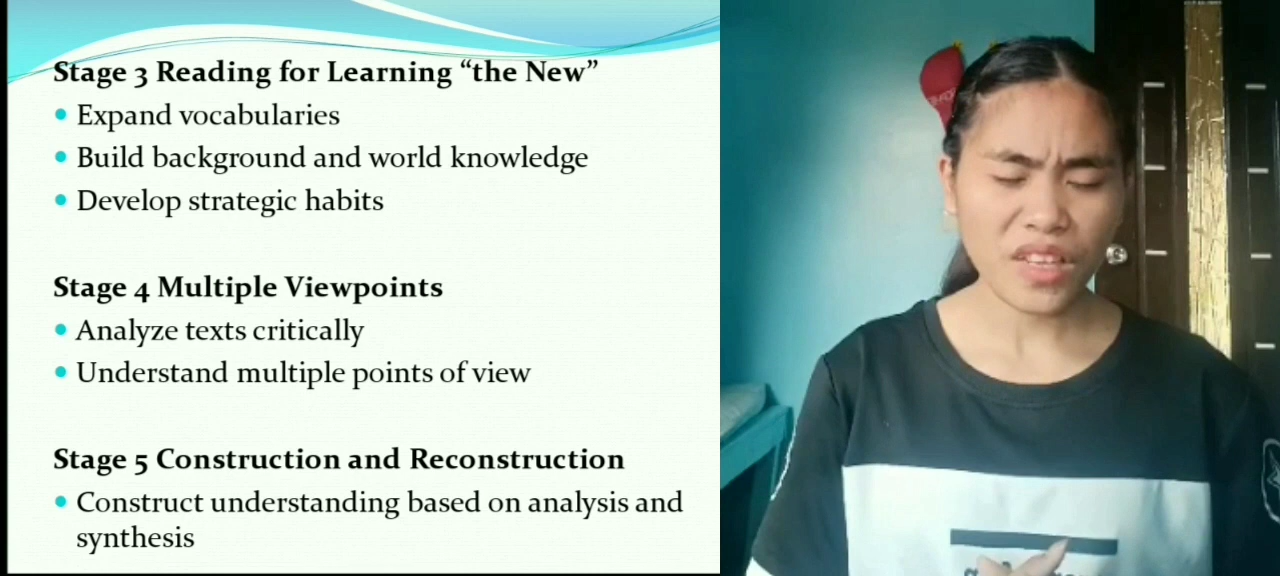 Stage 3 Reading for Learning “the New”
• Expand vocabularies
• Build background and world knowledge
• Develop strategic habits
Stage 4 Multiple Viewpoints
• Analyze texts critically
• Understand multiple points of view
Stage 5 Construction and Reconstruction
• Construct understanding based on analysis and
synthesis